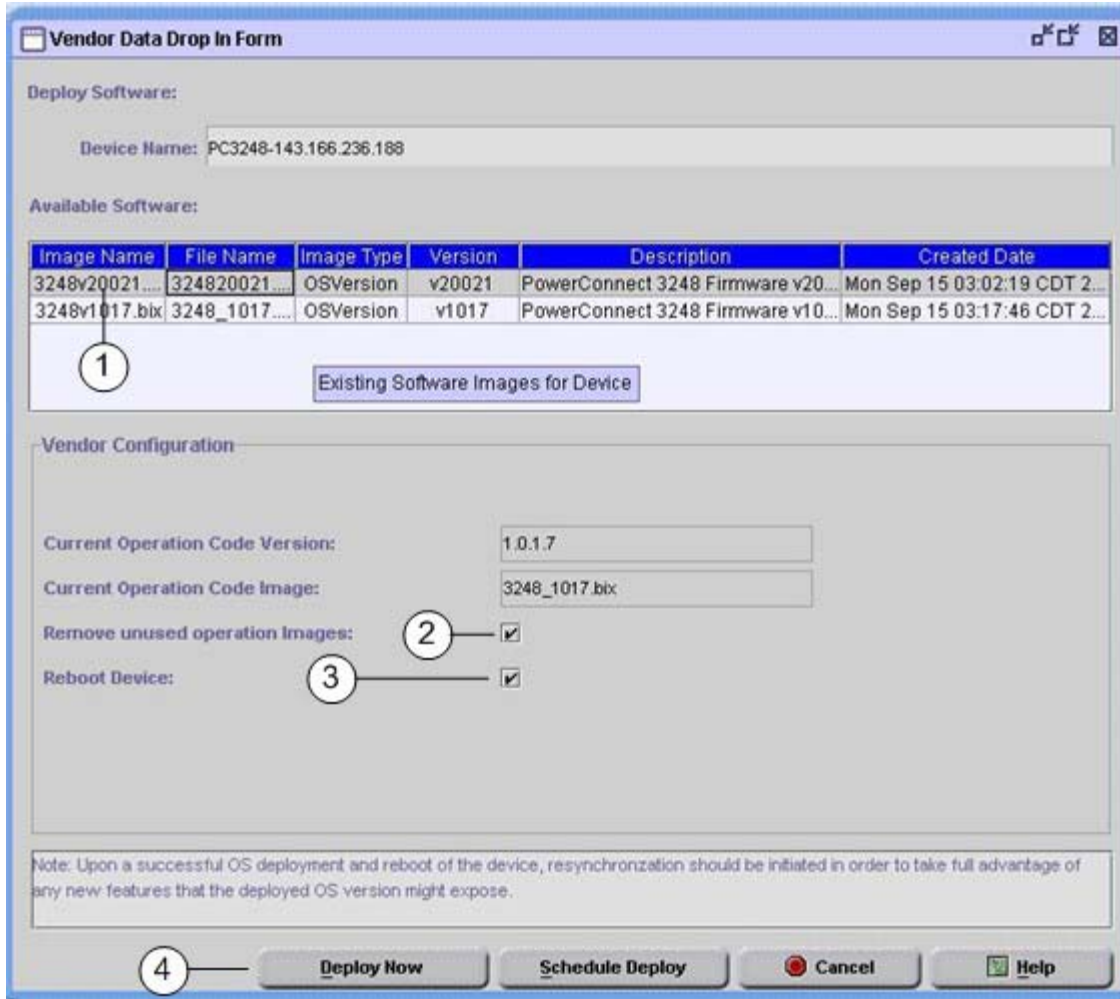 Vendor Data Drop In Form
Deploy Software:
Device Name: PC3248-143.166.236.188
Available Software:
Image Name File Name Image Type Version Description Created Date
3248v20021.... 324820021.... OSVersion v20021 PowerConnect 3248 Firmware v20... Mon Sep 15 03:02:19 CDT 2...
3248v1017.bix 3248_1017.... OSVersion v1017 PowerConnect 3248 Firmware v10... Mon Sep 15 03:17:46 CDT 2...
1
Existing Software Images for Device
Vendor Configuration
Current Operation Code Version: 1.0.1.7
Current Operation Code Image: 3248_1017.bix
Remove unused operation Images: 2
Reboot Device: 3
Note: Upon a successful OS deployment and reboot of the device, resynchronzation should be initiated in order to take full advantage of
any new features that the deployed OS version might expose.
4 Deploy Now Schedule Deploy Cancel Help